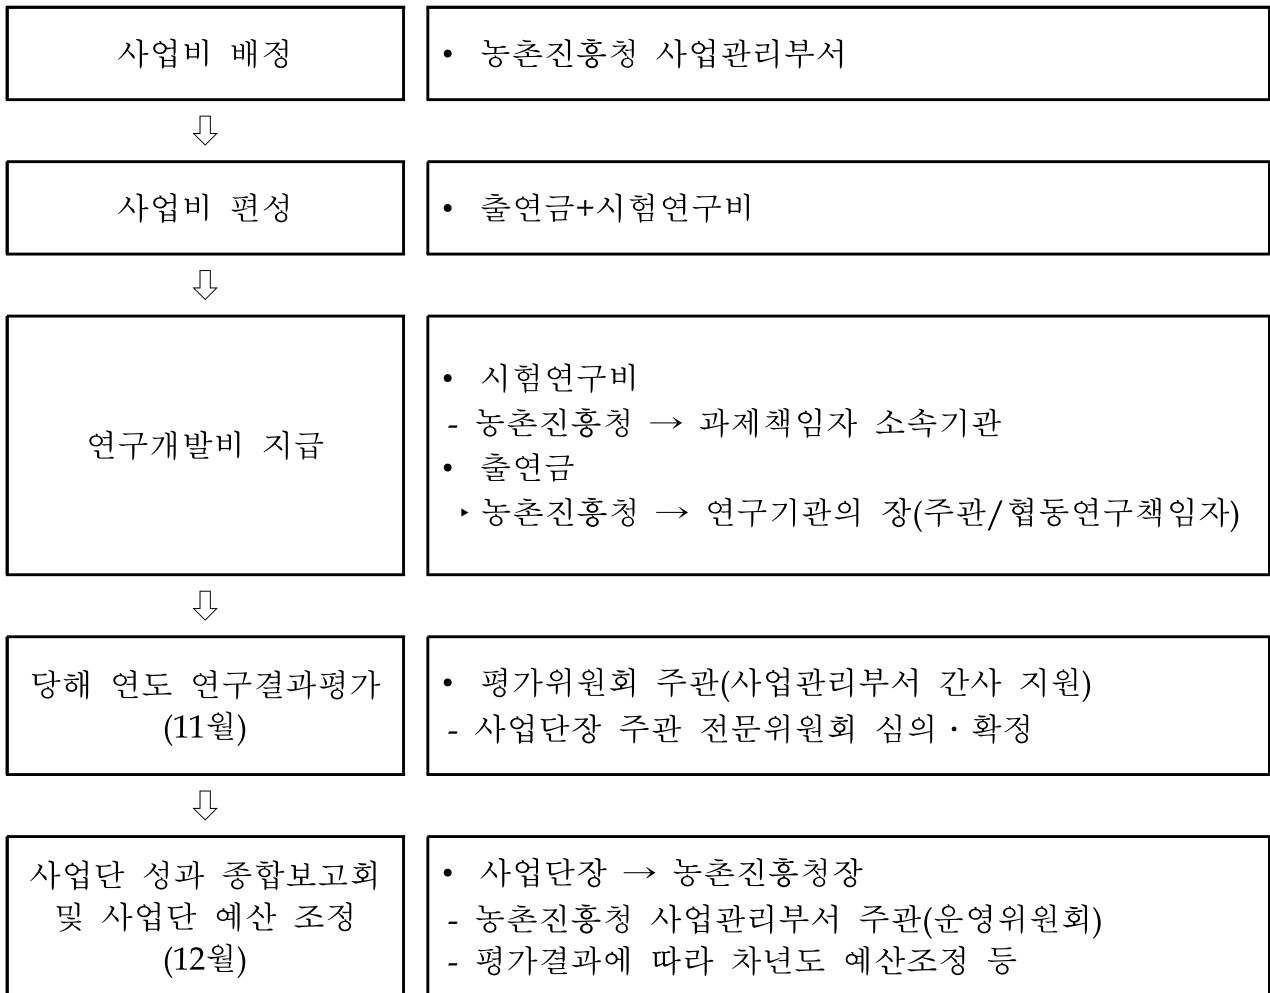 사업비 배정
• 농촌진흥청 사업관리부서
⇩
사업비 편성
• 출연금+시험연구비
⇩
연구개발비 지급
• 시험연구비
- 농촌진흥청 → 과제책임자 소속기관
• 출연금
‣ 농촌진흥청 → 연구기관의 장(주관/협동연구책임자)
⇩
당해 연도 연구결과평가
(11월)
• 평가위원회 주관(사업관리부서 간사 지원)
- 사업단장 주관 전문위원회 심의・확정
⇩
사업단 성과 종합보고회
및 사업단 예산 조정
(12월)
• 사업단장 → 농촌진흥청장
- 농촌진흥청 사업관리부서 주관(운영위원회)
- 평가결과에 따라 차년도 예산조정 등